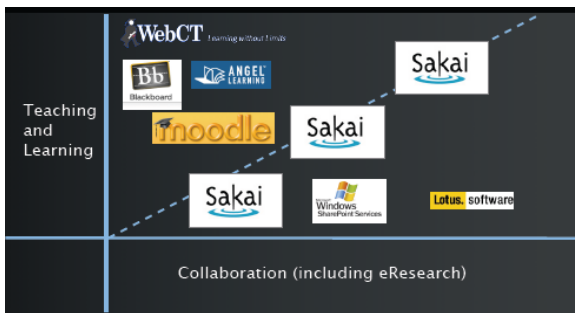 WebCT Learning without Limits
Bb
Blackboard
ANGEL
LEARNING
Sakai
Teaching
and
Learning
moodle
Sakai
Sakai
Microsoft
Windows
SharePoint Services
Lotus. software
Collaboration (including eResearch)